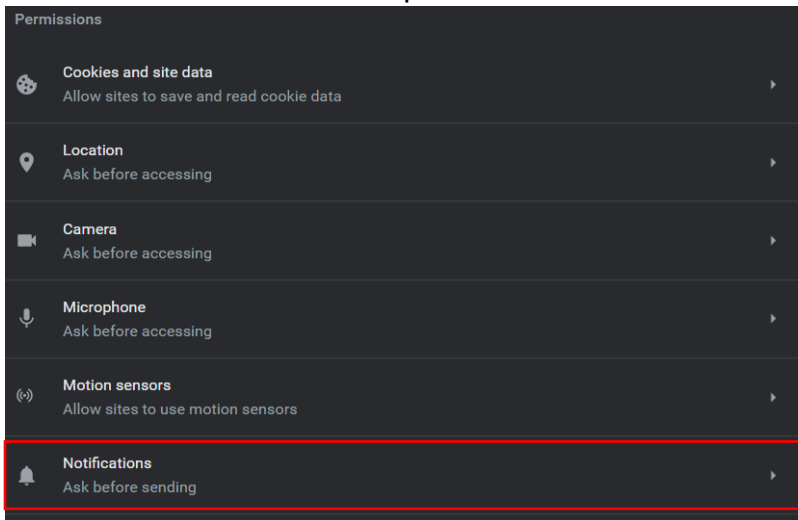 Permissions
Cookies and site data
Allow sites to save and read cookie data
Location
Ask before accessing
Camera
Ask before accessing
Microphone
Ask before accessing
Motion sensors
Allow sites to use motion sensors
Notifications
Ask before sending